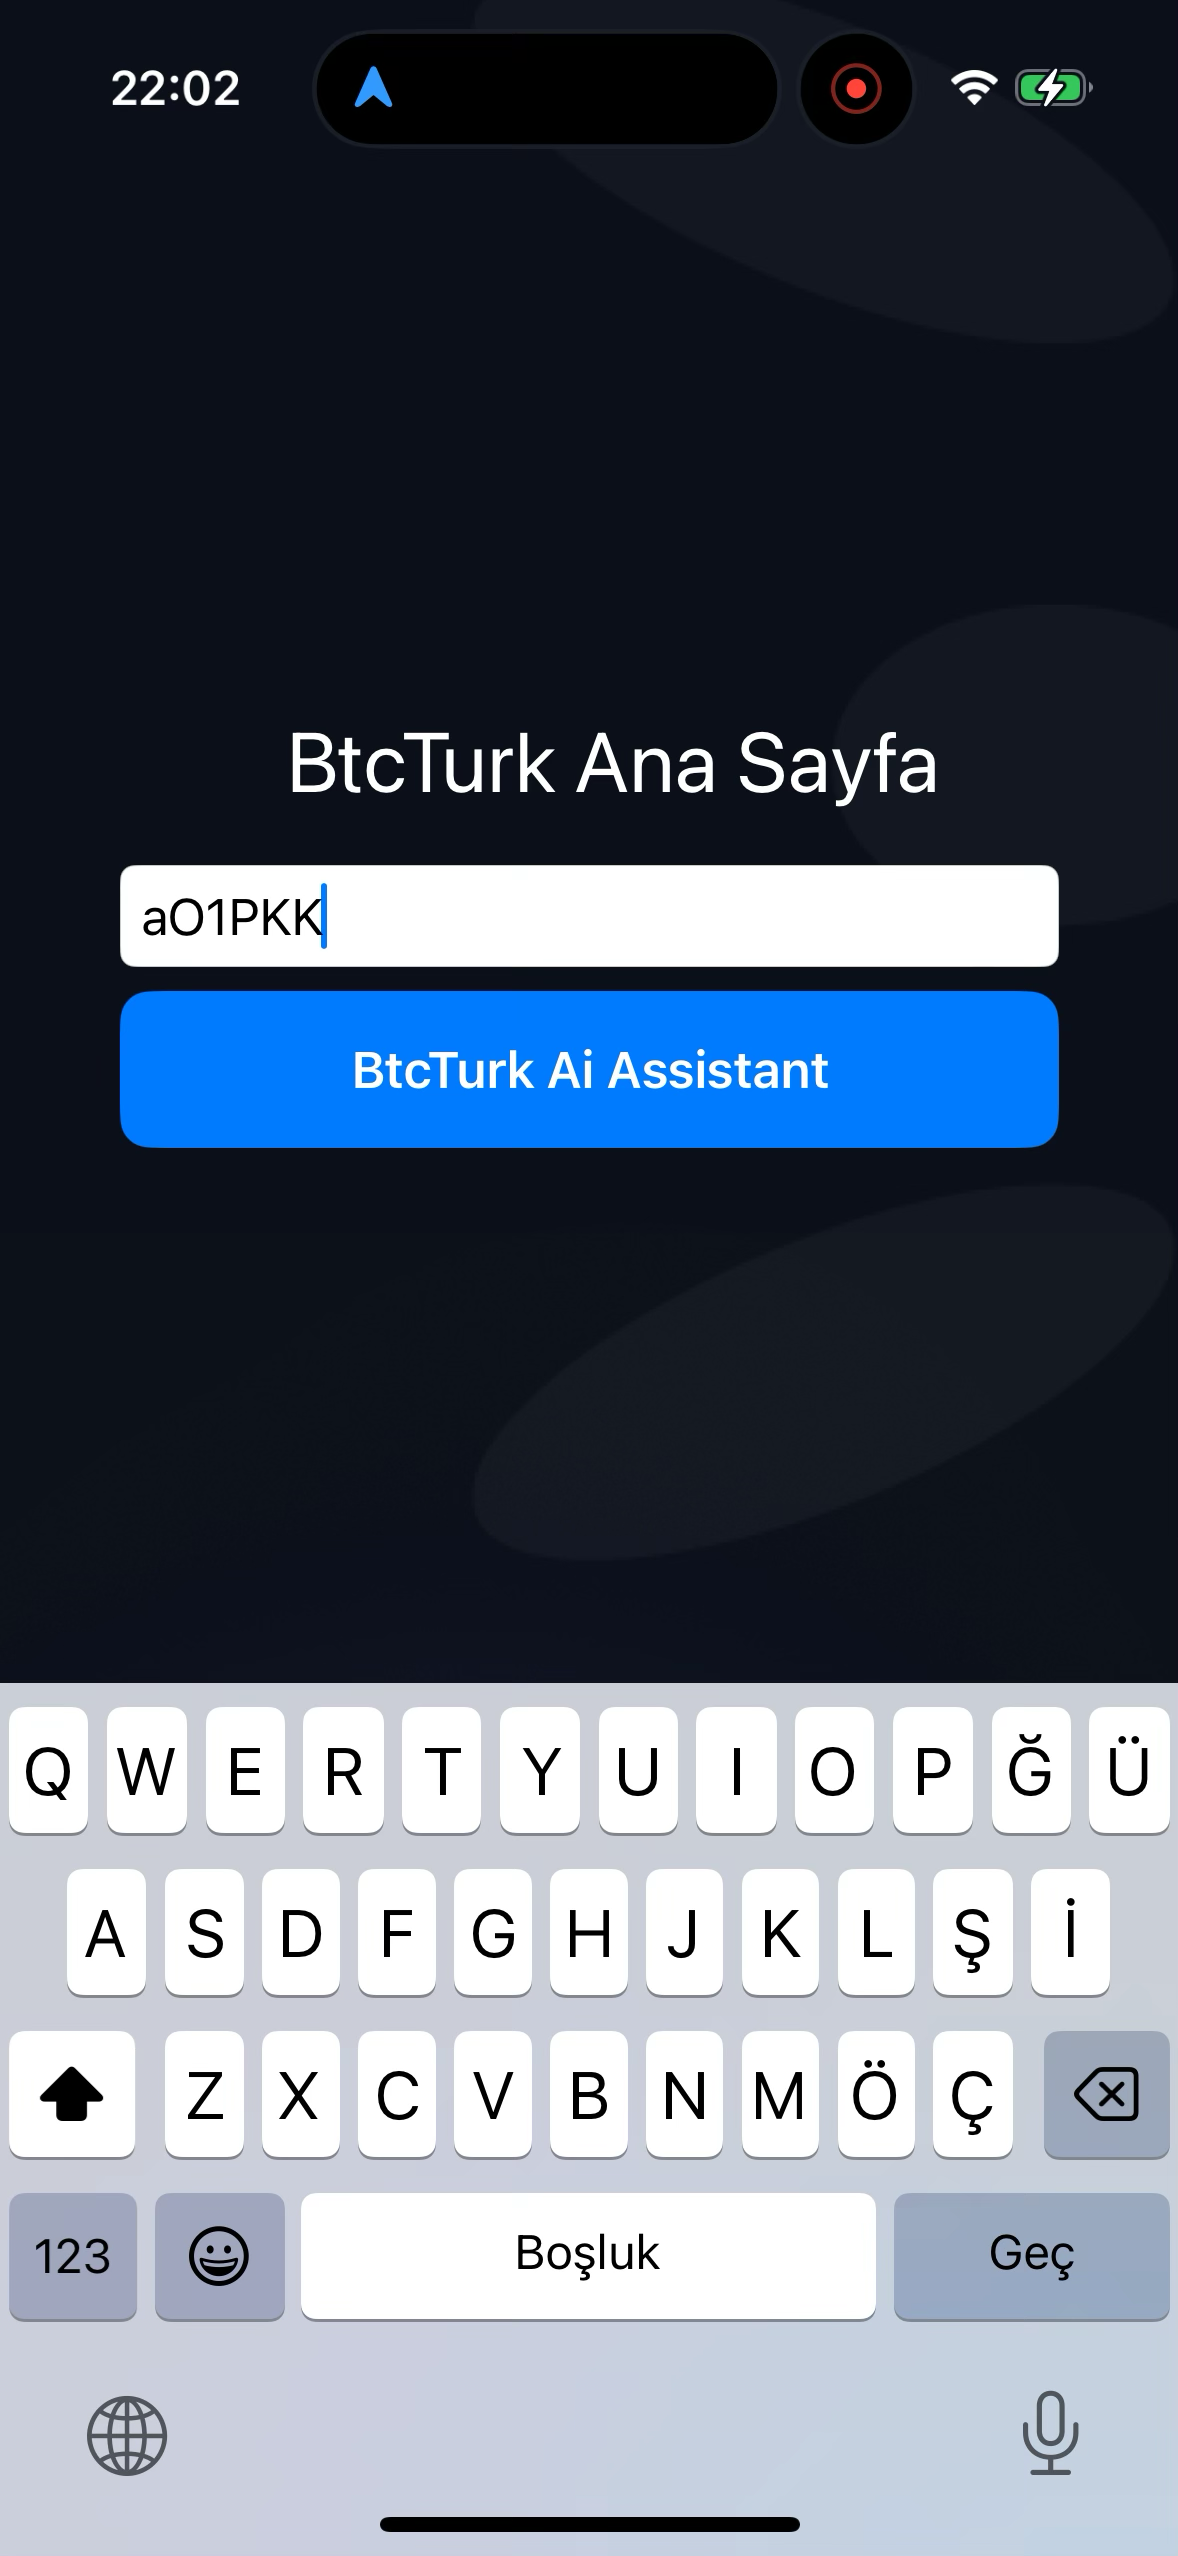 22:02
BtcTurk Ana Sayfa
aO1PKK
BtcTurk Ai Assistant
Q W E R T Y U I O P Ğ Ü
A S D F G H J K L Ş İ
Z X C V B N M Ö Ç
123 Boşluk Geç